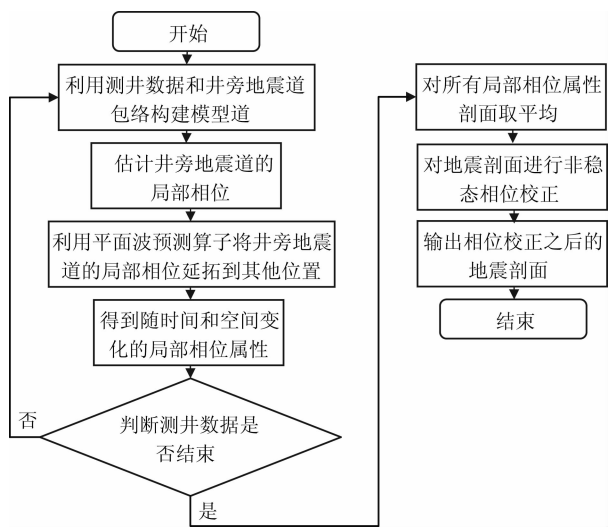 开始
利用测井数据和井旁地震道
包络构建模型道
估计井旁地震道的
局部相位
利用平面波预测算子将井旁地震
道的局部相位延拓到其他位置
得到随时间和空间变
化的局部相位属性
判断测井数据是
否结束
否
是
对所有局部相位属性
剖面取平均
对地震剖面进行非稳
态相位校正
输出相位校正之后的
地震剖面
结束